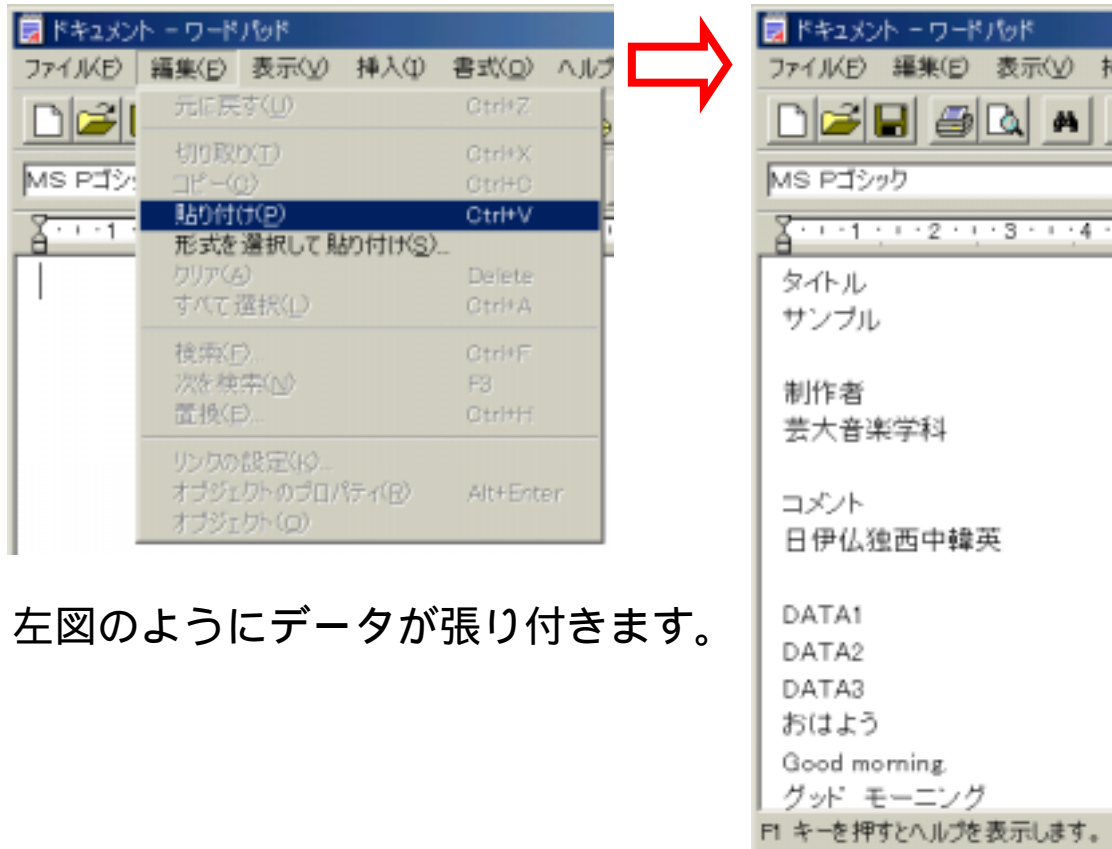 ドキュメント - ワードパッド
ファイル(F) 編集(E) 表示(V) 挿入(I) 書式(O) ヘルプ
元に戻す(U) Ctrl+Z
切り取り(T) Ctrl+X
コピー(C) Ctrl+C
貼り付け(P) Ctrl+V
形式を選択して貼り付け(S)...
クリア(A) Delete
すべて選択(L) Ctrl+A
検索(F)... Ctrl+F
次を検索(N) F3
置換(E)... Ctrl+H
リンクの設定(K)...
オブジェクトのプロパティ(R) Alt+Enter
オブジェクト(O)
MS Pゴシ
1
左図のようにデータが張り付きます。
ドキュメント - ワードパッド
ファイル(F) 編集(E) 表示(V)
MS Pゴシック
1 2 3 4
タイトル
サンプル
制作者
芸大音楽学科
コメント
日伊仏独西中韓英
DATA1
DATA2
DATA3
おはよう
Good morning.
グッド モーニング
F1 キーを押すとヘルプを表示します。